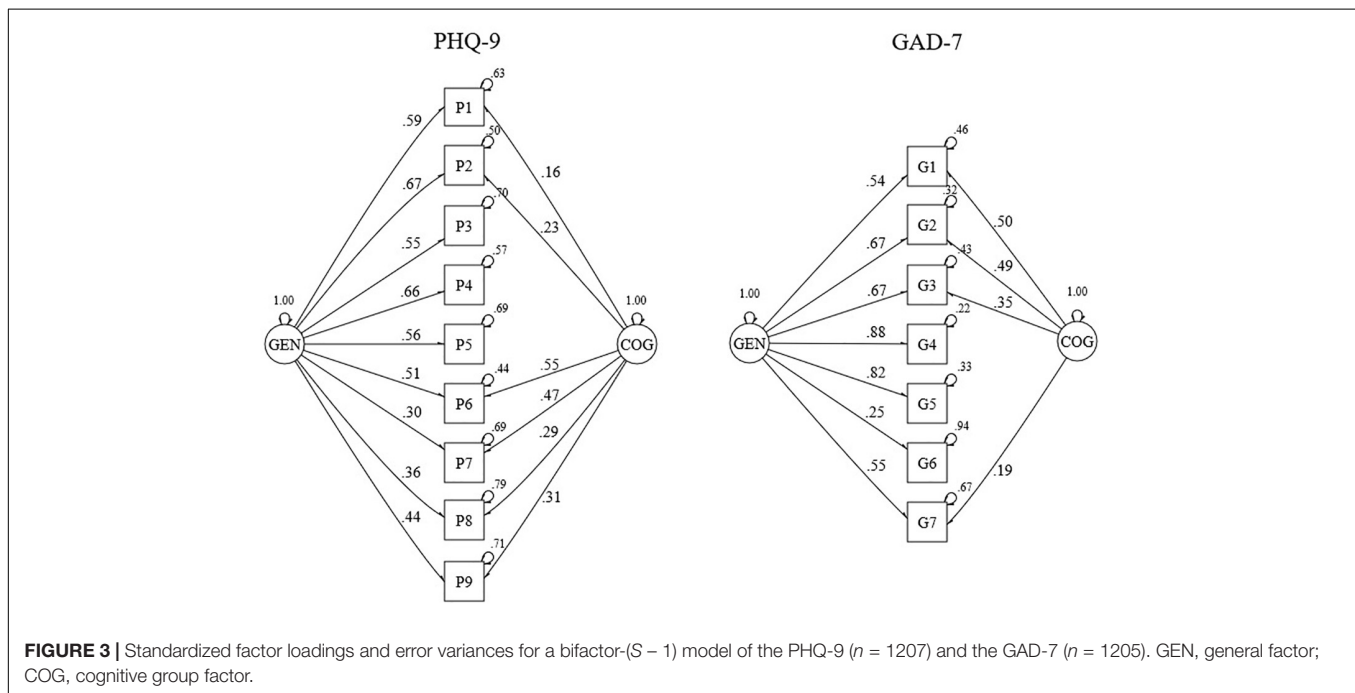 PHQ-9 GAD-7
.63
P1
.59
.50
P2
.16
.67
.70
P3
.23
.55
.57
P4
.66
1.00
GEN
.69
P5
.56
1.00
COG
.51
.44
P6
.55
.30
.47
.69
P7
.29
.36
.79
P8
.31
.44
.71
P9
.46
G1
.54
.32
G2
.50
.67
.43
G3
.49
.67
.35
1.00
GEN
.22
G4
.88
1.00
COG
.82
.33
G5
.25
.94
G6
.55
.19
.67
G7
FIGURE 3 | Standardized factor loadings and error variances for a bifactor-(S − 1) model of the PHQ-9 (n = 1207) and the GAD-7 (n = 1205). GEN, general factor;
COG, cognitive group factor.